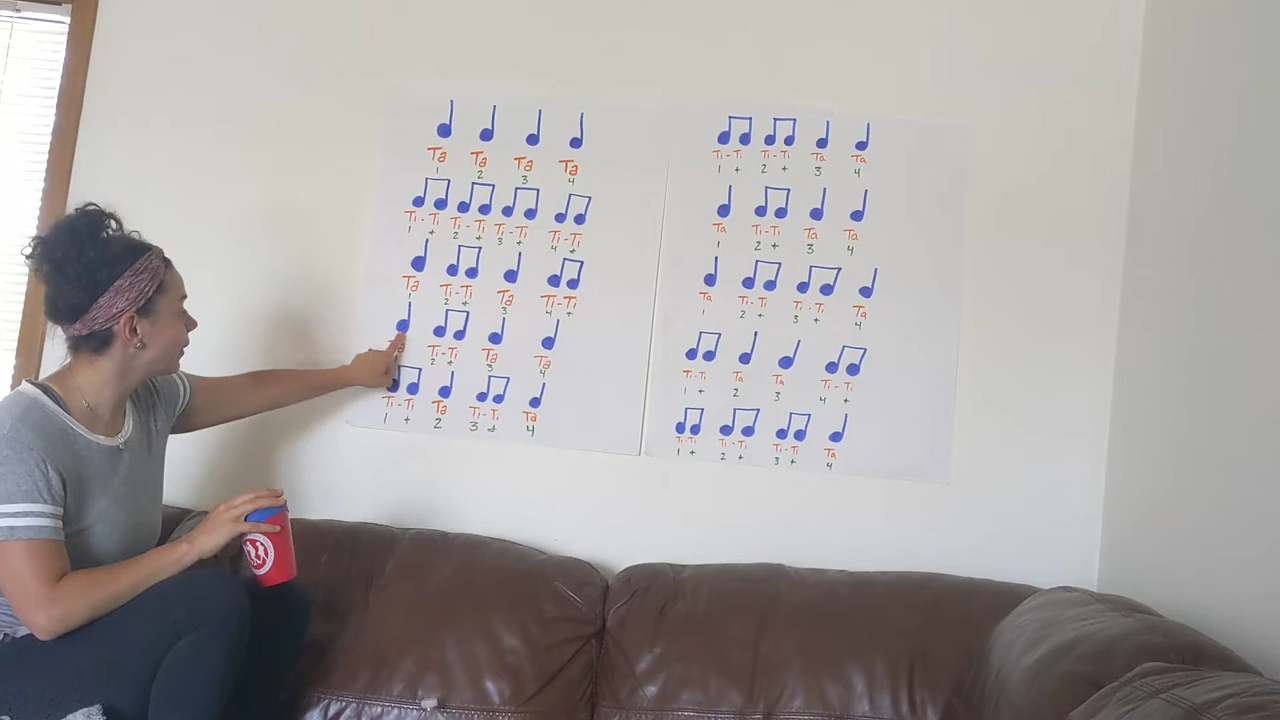 Ta Ta Ta Ta
1 2 3 4
Ti-Ti Ti-Ti Ti-Ti Ti-Ti
1 + 2 + 3 + 4 +
Ta Ti-Ti Ta Ti-Ti
1 2 + 3 4 +
Ti-Ti Ta Ta
2 + 3 4
Ti-Ti Ta Ti-Ti Ta
1 + 2 3 + 4
Ti-Ti Ti-Ti Ta Ta
1 + 2 + 3 4
Ta Ti-Ti Ta Ta
1 2 + 3 4
Ta Ti-Ti Ti-Ti Ta
1 2 + 3 + 4
Ti-Ti Ta Ta Ti-Ti
1 + 2 3 4 +
Ti-Ti Ti-Ti Ti-Ti Ta
1 + 2 + 3 + 4